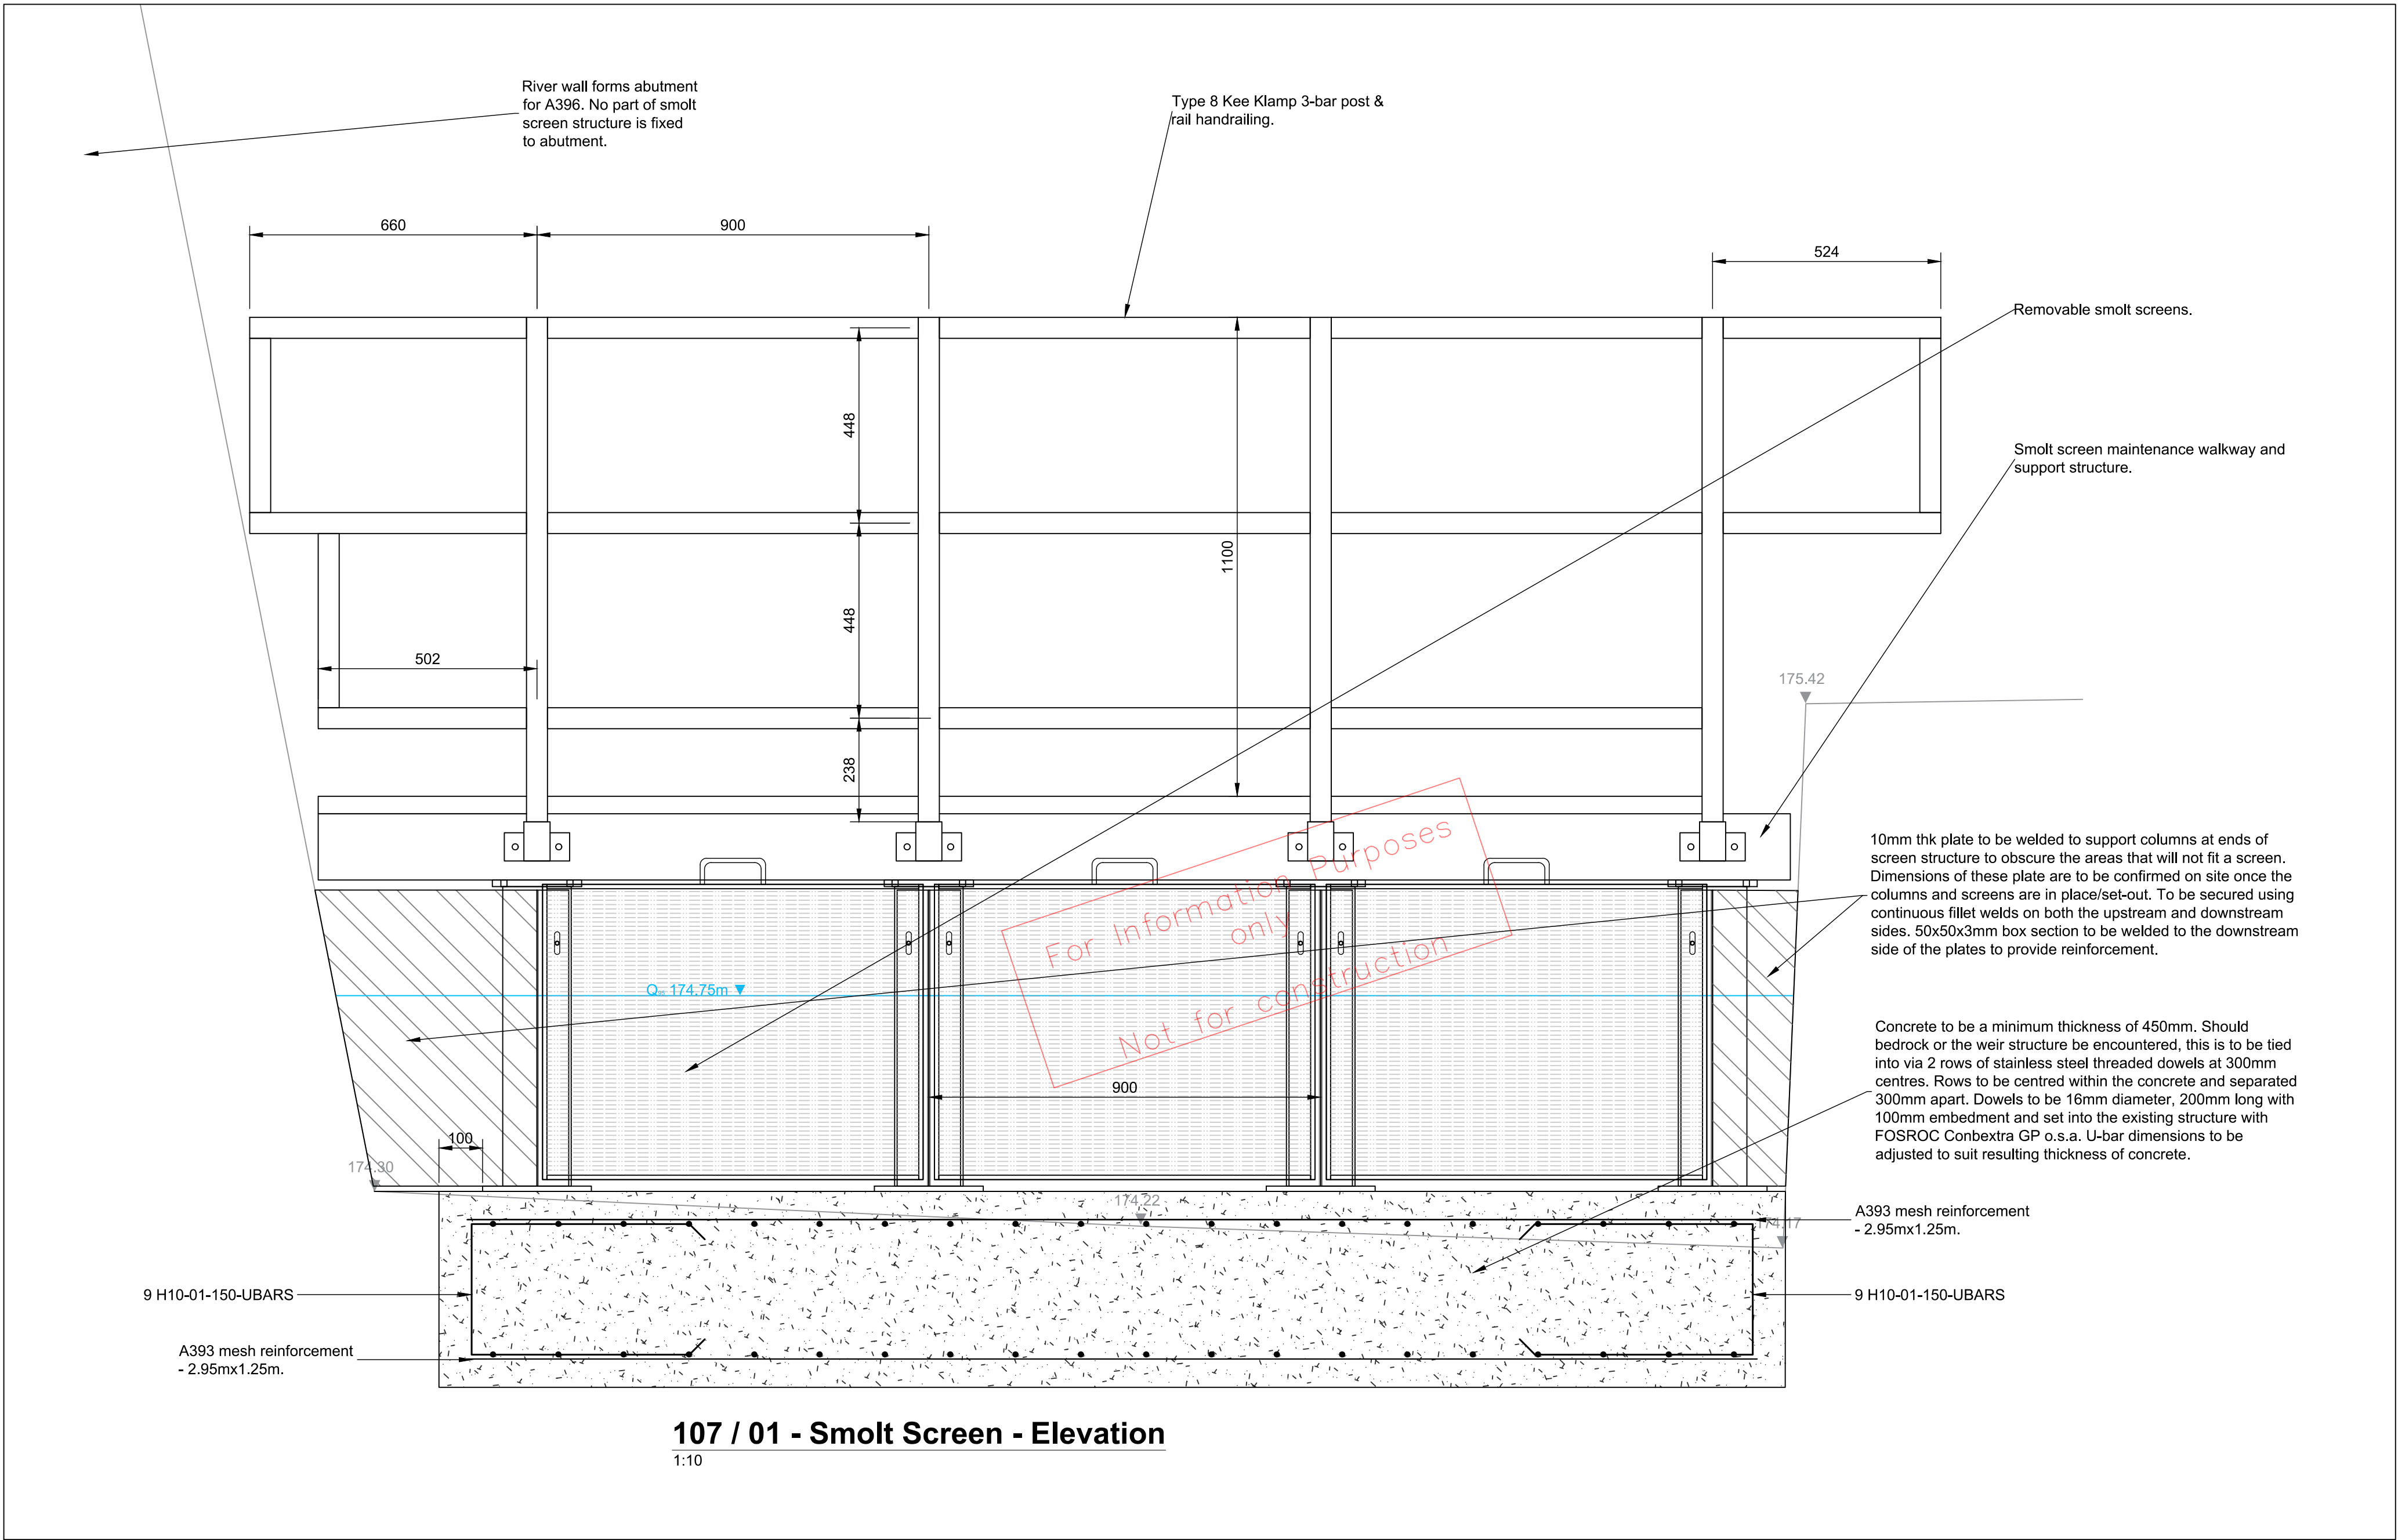 River wall forms abutment
for A396. No part of smolt
screen structure is fixed
to abutment.
Type 8 Kee Klamp 3-bar post &
rail handrailing.
660
900
524
Removable smolt screens.
448
Smolt screen maintenance walkway and
support structure.
1100
448
502
175.42
238
For Information Purposes
only
Not for construction
10mm thk plate to be welded to support columns at ends of
screen structure to obscure the areas that will not fit a screen.
Dimensions of these plate are to be confirmed on site once the
columns and screens are in place/set-out. To be secured using
continuous fillet welds on both the upstream and downstream
sides. 50x50x3mm box section to be welded to the downstream
side of the plates to provide reinforcement.
174.75m
Concrete to be a minimum thickness of 450mm. Should
bedrock or the weir structure be encountered, this is to be tied
into via 2 rows of stainless steel threaded dowels at 300mm
centres. Rows to be centred within the concrete and separated
300mm apart. Dowels to be 16mm diameter, 200mm long with
100mm embedment and set into the existing structure with
FOSROC Conbextra GP o.s.a. U-bar dimensions to be
adjusted to suit resulting thickness of concrete.
900
100
174.30
174.22
174.17
A393 mesh reinforcement
- 2.95mx1.25m.
9 H10-01-150-UBARS
9 H10-01-150-UBARS
A393 mesh reinforcement
- 2.95mx1.25m.
107 / 01 - Smolt Screen - Elevation
1:10